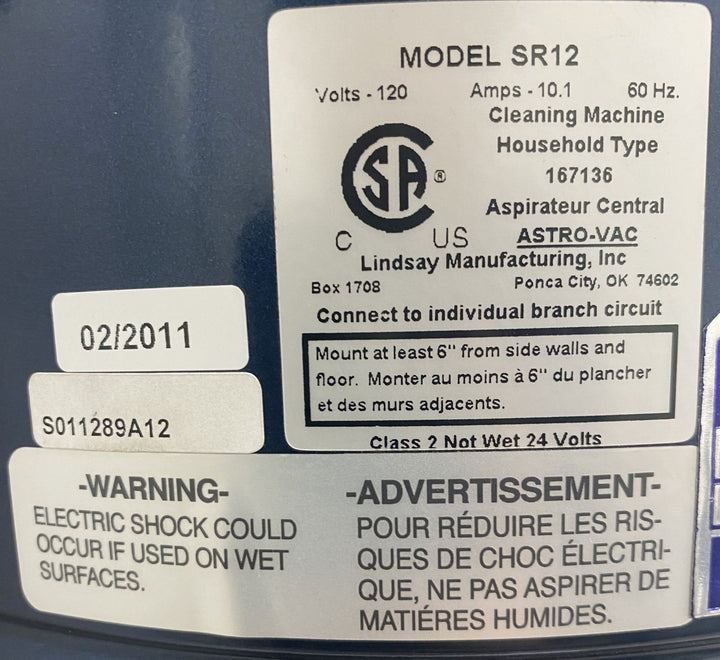 MODEL SR12
Volts - 120 Amps - 10.1 60 Hz.
Cleaning Machine
Household Type
167136
Aspirateur Central
CSA ®
C US ASTRO-VAC
Lindsay Manufacturing, Inc
Box 1708 Ponca City, OK 74602
Connect to individual branch circuit
Mount at least 6" from side walls and
floor. Monter au moins à 6" du plancher
et des murs adjacents.
Class 2 Not Wet 24 Volts
02/2011
S011289A12
-WARNING-
ELECTRIC SHOCK COULD
OCCUR IF USED ON WET
SURFACES.
-ADVERTISSEMENT-
POUR RÉDUIRE LES RIS-
QUES DE CHOC ÉLECTRI-
QUE, NE PAS ASPIRER DE
MATIÉRES HUMIDES.